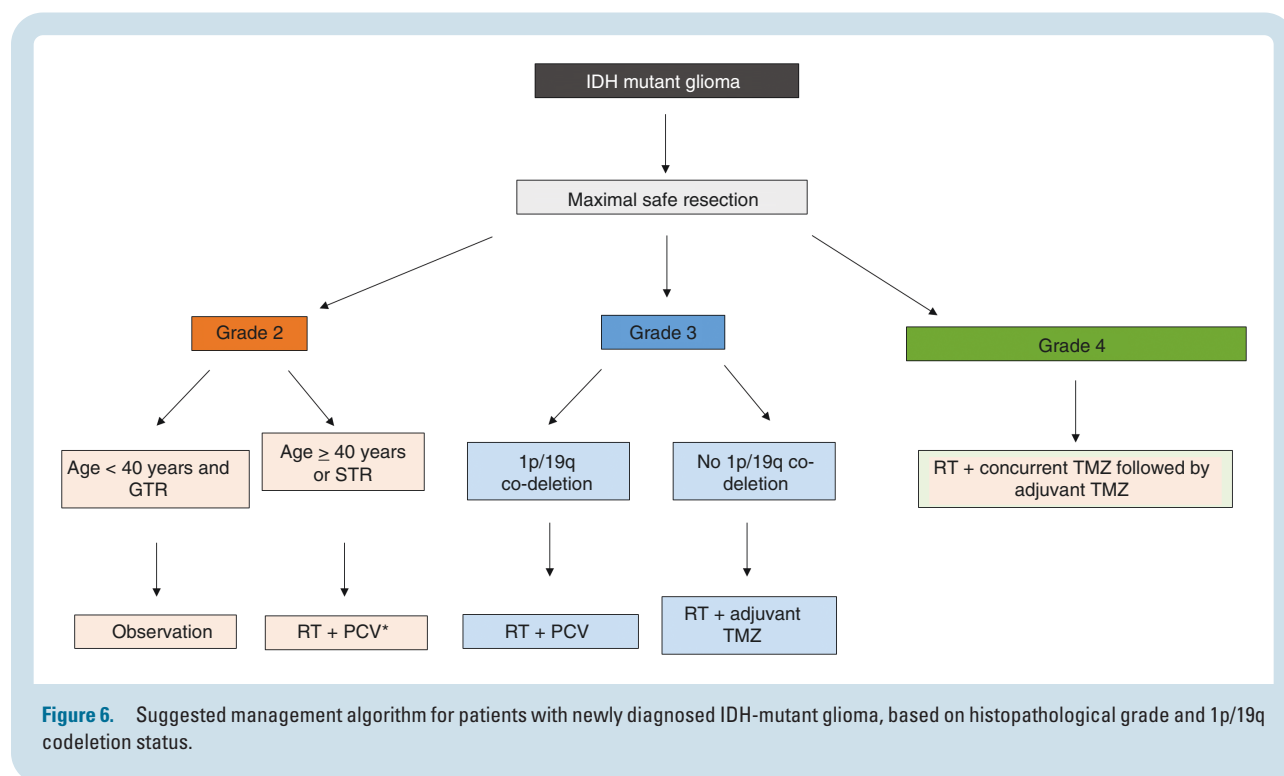 IDH mutant glioma
Maximal safe resection
Grade 2
Grade 3
Grade 4
Age < 40 years and
GTR
Age ≥ 40 years
or STR
1p/19q
co-deletion
No 1p/19q co-
deletion
RT + concurrent TMZ followed by
adjuvant TMZ
Observation
RT + PCV*
RT + PCV
RT + adjuvant
TMZ
Figure 6. Suggested management algorithm for patients with newly diagnosed IDH-mutant glioma, based on histopathological grade and 1p/19q
codeletion status.